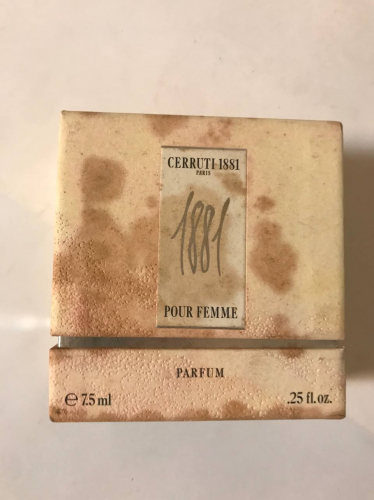 CERRUTI 1881
PARIS
1881
POUR FEMME
PARFUM
℮ 7.5 ml .25 fl. oz.